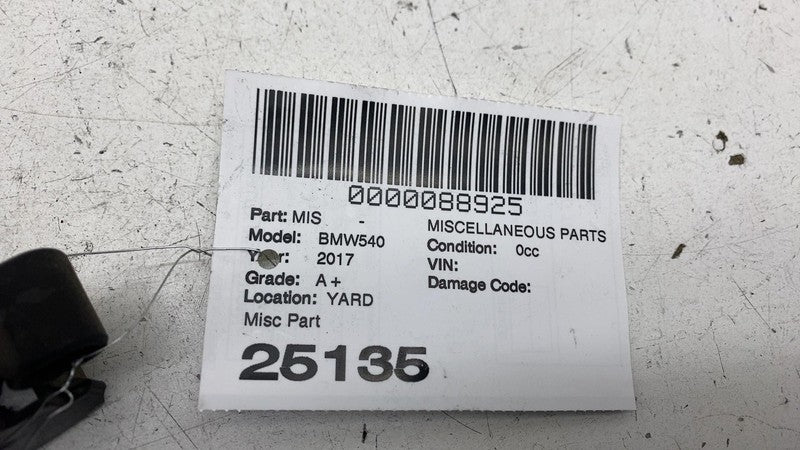 0000088925
Part: MIS - MISCELLANEOUS PARTS
Model: BMW540 Condition: 0cc
Year: 2017 VIN:
Grade: A+ Damage Code:
Location: YARD
Misc Part
25135